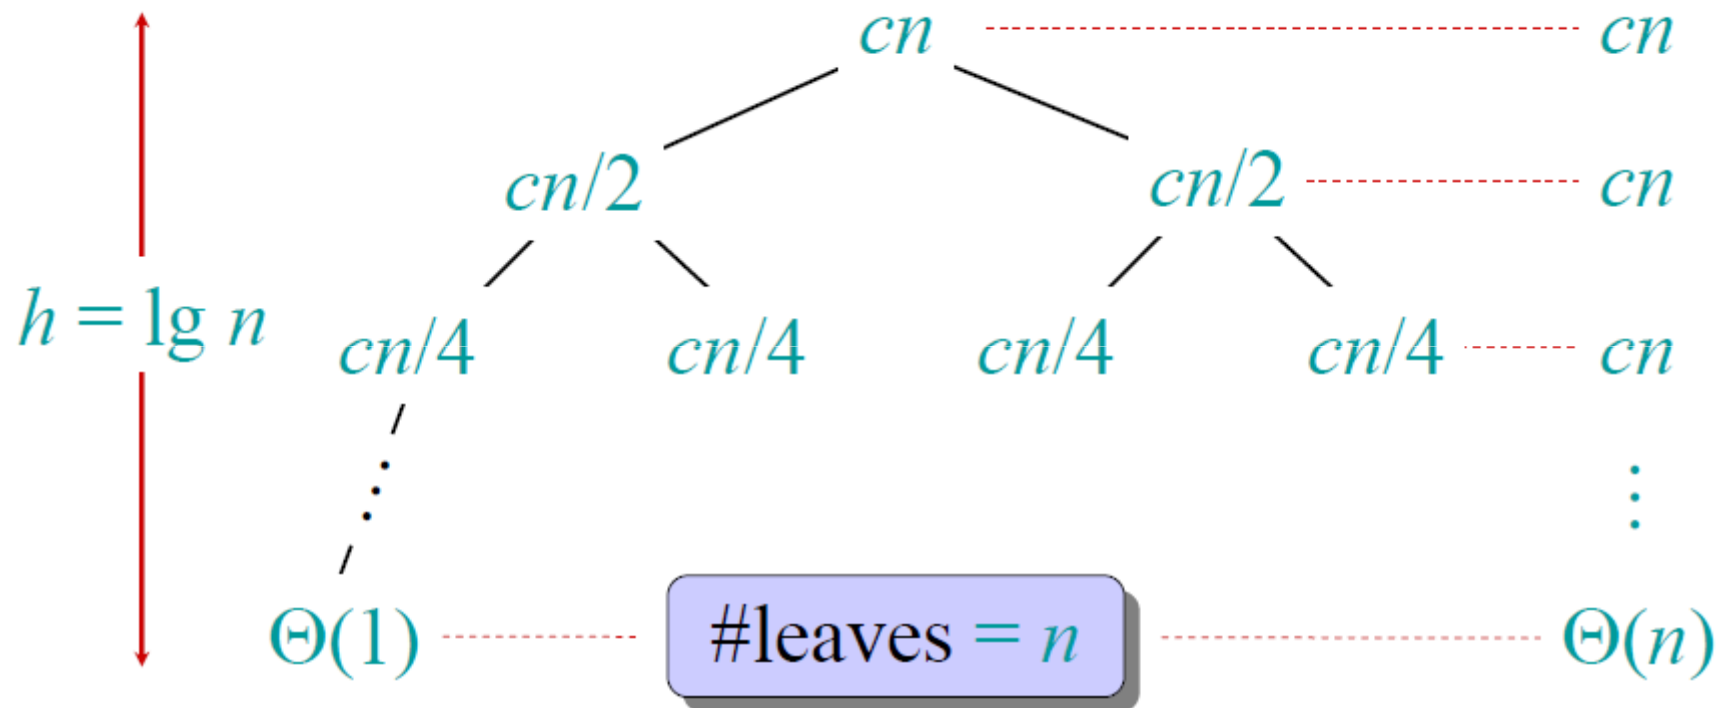 cn cn
cn/2 cn/2 cn
h = lg n cn/4 cn/4 cn/4 cn/4 cn
Θ(1) #leaves = n Θ(n)